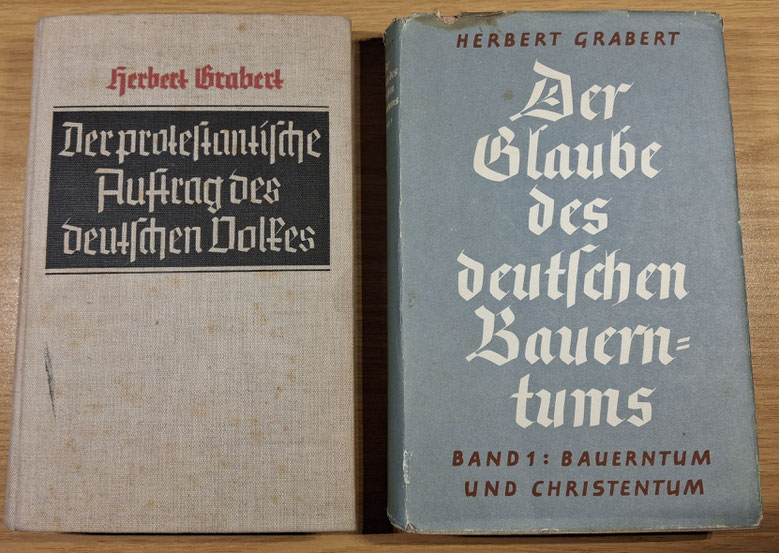 Herbert Grabert
Der protestantische
Auftrag des
deutschen Volkes
HERBERT GRABERT
Der
Glaube
des
deutschen
Bauern=
tums
BAND 1: BAUERNTUM
UND CHRISTENTUM